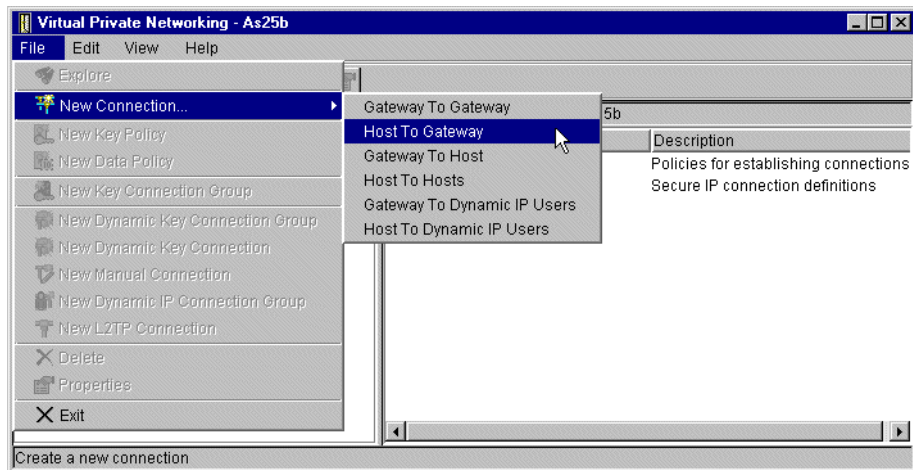 Virtual Private Networking - As25b
File Edit View Help
Explore
New Connection...
New Key Policy
New Data Policy
New Key Connection Group
New Dynamic Key Connection Group
New Dynamic Key Connection
New Manual Connection
New Dynamic IP Connection Group
New L2TP Connection
Delete
Properties
Exit
Gateway To Gateway
Host To Gateway
Gateway To Host
Host To Hosts
Gateway To Dynamic IP Users
Host To Dynamic IP Users
5b
Description
Policies for establishing connections
Secure IP connection definitions
Create a new connection